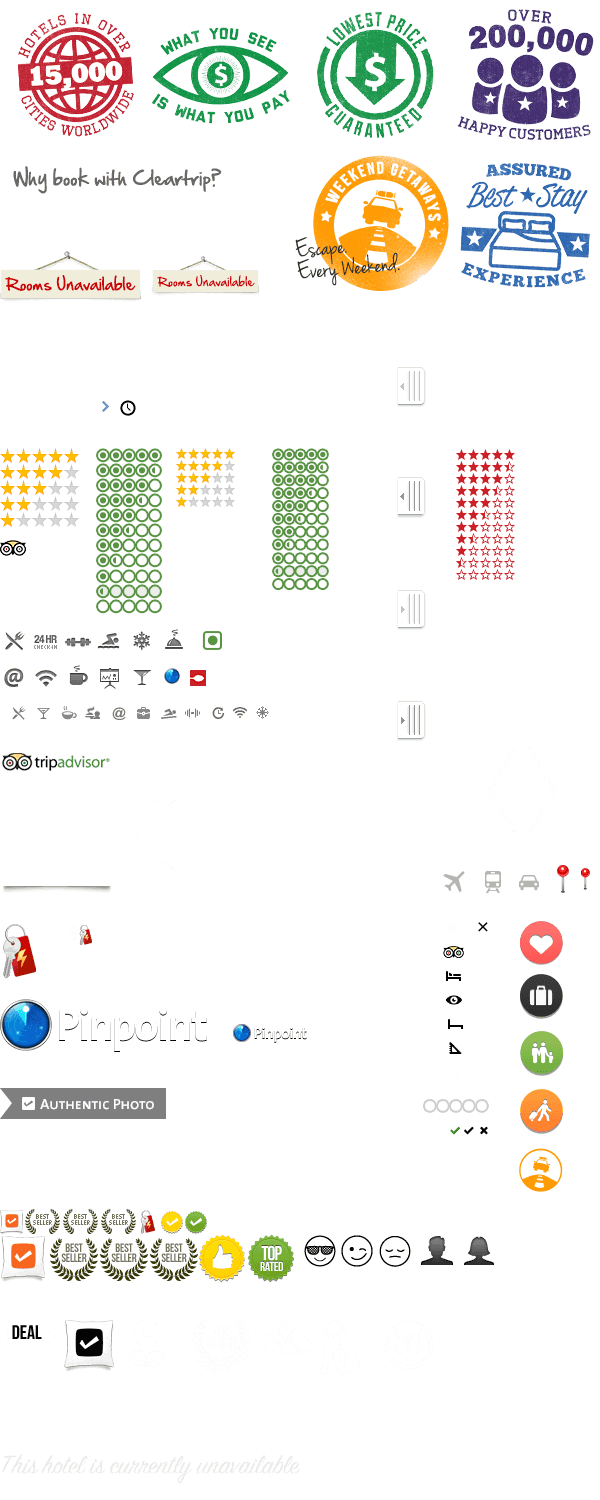 HOTELS IN OVER
15,000
CITIES WORLDWIDE
WHAT YOU SEE
$
IS WHAT YOU PAY
LOWEST PRICE
$
GUARANTEED
OVER
200,000
HAPPY CUSTOMERS
Why book with Cleartrip?
WEEKEND GETAWAYS
Escape.
Every Weekend.
ASSURED
Best Stay
EXPERIENCE
Rooms Unavailable
Rooms Unavailable
24 HR
CHECK-IN
@
@
tripadvisor®
Pinpoint
Pinpoint
AUTHENTIC PHOTO
BEST SELLER
BEST SELLER
BEST SELLER
BEST SELLER
BEST SELLER
BEST SELLER
TOP RATED
DEAL
This hotel is currently unavailable